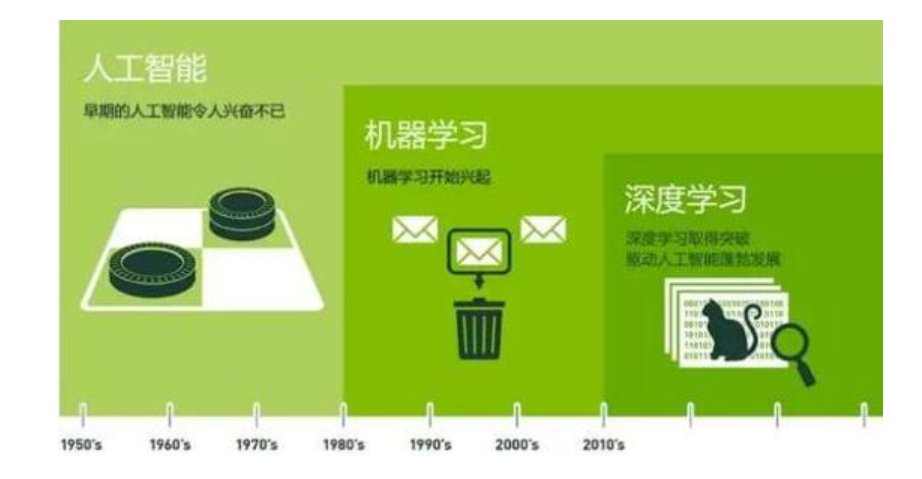 人工智能
早期的人工智能令人兴奋不已
机器学习
机器学习开始兴起
深度学习
深度学习取得突破
驱动人工智能蓬勃发展
1950's 1960's 1970's 1980's 1990's 2000's 2010's